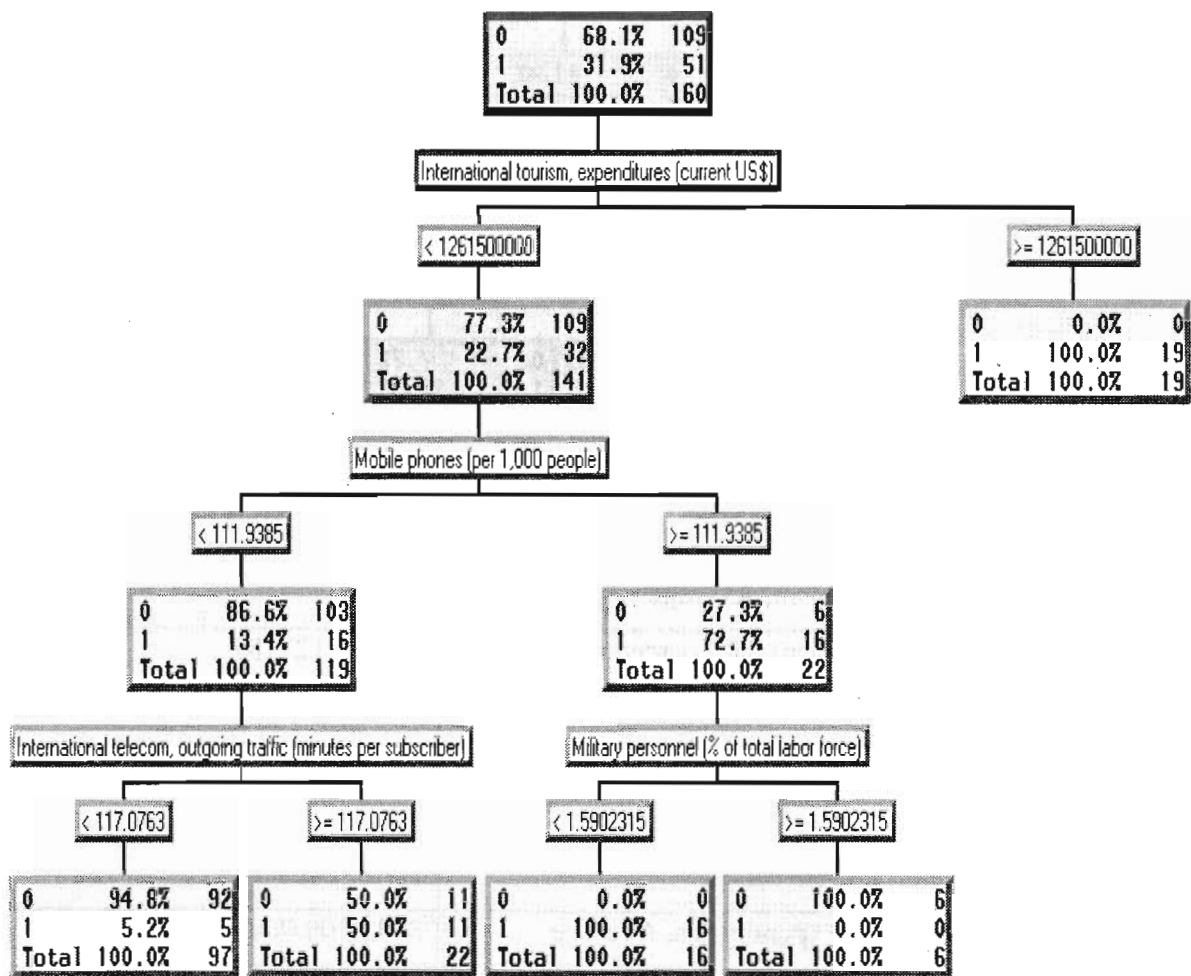 0 68.1% 109
1 31.9% 51
Total 100.0% 160
International tourism, expenditures (current US$)
< 1261500000
>= 1261500000
0 77.3% 109
1 22.7% 32
Total 100.0% 141
0 0.0% 0
1 100.0% 19
Total 100.0% 19
Mobile phones (per 1,000 people)
< 111.9385
>= 111.9385
0 86.6% 103
1 13.4% 16
Total 100.0% 119
0 27.3% 6
1 72.7% 16
Total 100.0% 22
International telecom, outgoing traffic (minutes per subscriber)
Military personnel (% of total labor force)
< 117.0763
>= 117.0763
< 1.5902315
>= 1.5902315
0 94.8% 92
1 5.2% 5
Total 100.0% 97
0 50.0% 11
1 50.0% 11
Total 100.0% 22
0 0.0% 0
1 100.0% 16
Total 100.0% 16
0 100.0% 6
1 0.0% 0
Total 100.0% 6